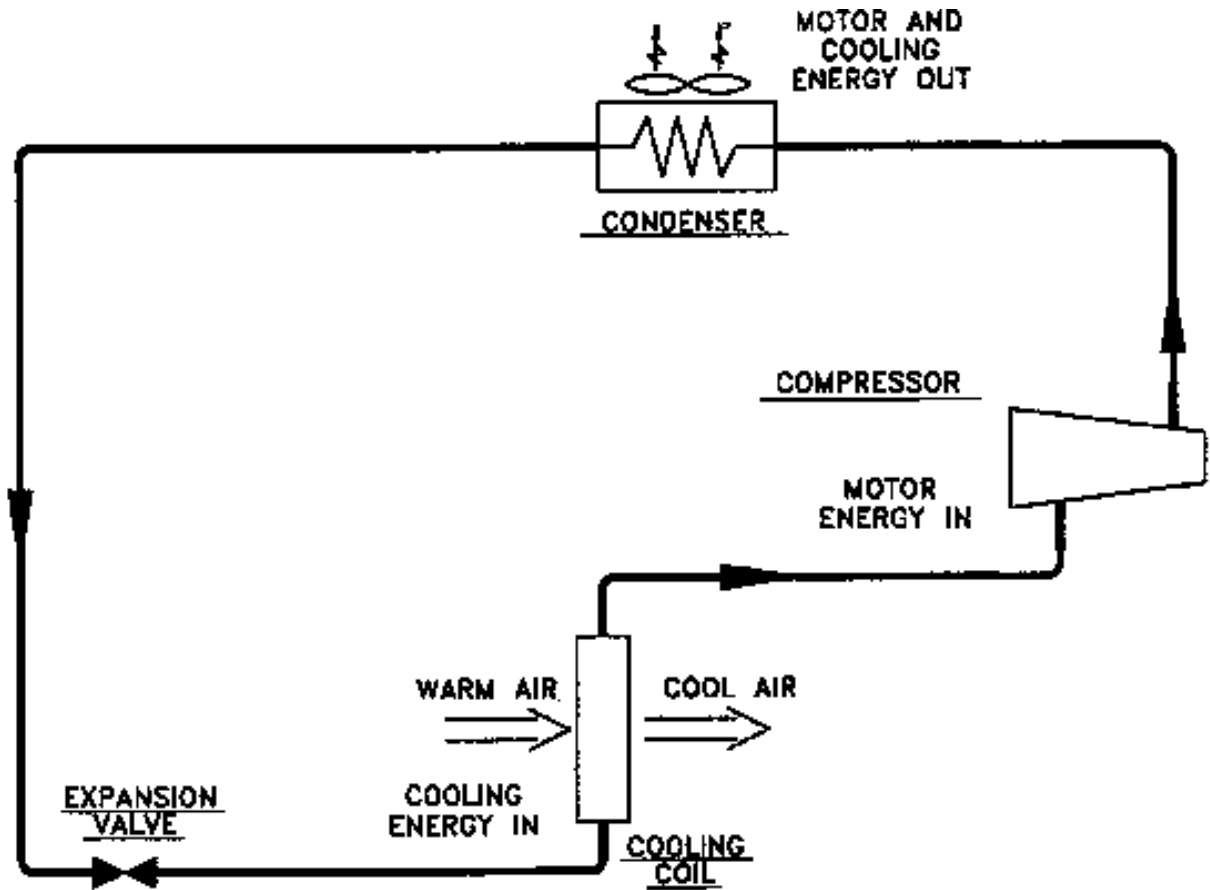 MOTOR AND
COOLING
ENERGY OUT
CONDENSER
COMPRESSOR
MOTOR
ENERGY IN
WARM AIR
COOL AIR
EXPANSION
VALVE
COOLING
ENERGY IN
COOLING
COIL